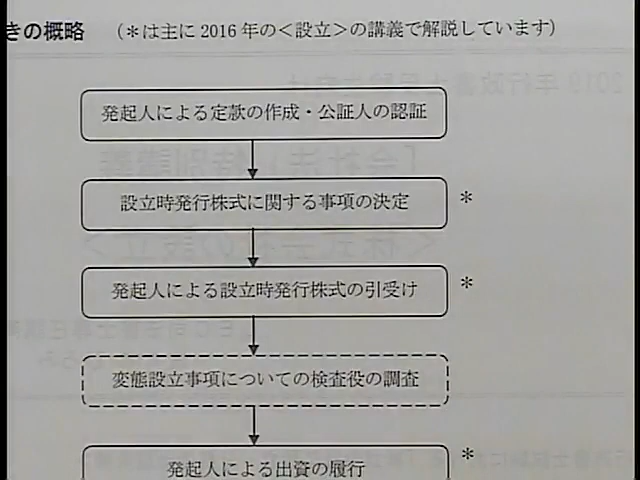 きの概略 （＊は主に 2016 年の＜設立＞の講義で解説しています）
発起人による定款の作成・公証人の認証
設立時発行株式に関する事項の決定 ＊
発起人による設立時発行株式の引受け ＊
変態設立事項についての検査役の調査
発起人による出資の履行 ＊